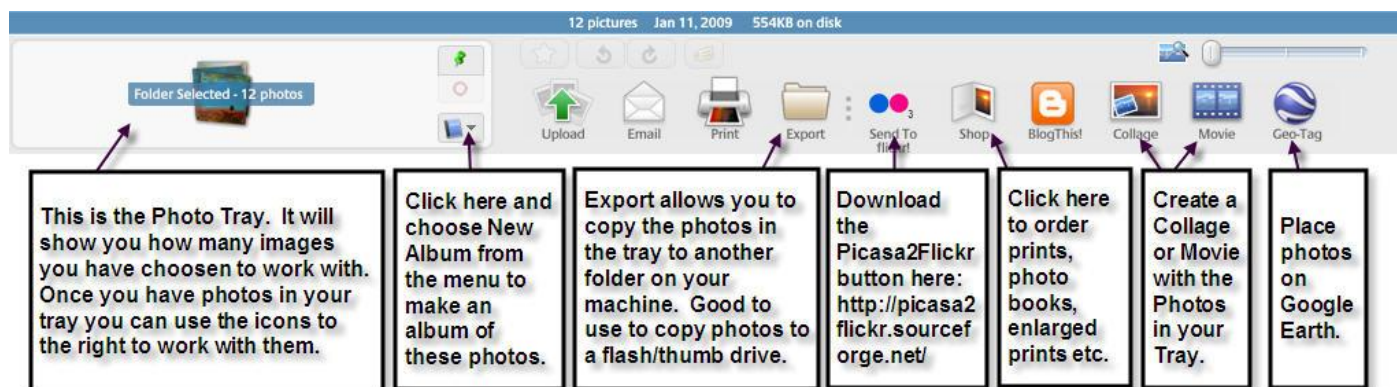 12 pictures Jan 11, 2009 554KB on disk
Folder Selected - 12 photos
Upload
Email
Print
Export
3
Send To
flickr!
Shop
BlogThis!
Collage
Movie
Geo-Tag
This is the Photo Tray. It will
show you how many images
you have choosen to work with.
Once you have photos in your
tray you can use the icons to
the right to work with them.
Click here and
choose New
Album from
the menu to
make an
album of
these photos.
Export allows you to
copy the photos in
the tray to another
folder on your
machine. Good to
use to copy photos to
a flash/thumb drive.
Download
the
Picasa2Flickr
button here:
http://picasa2
flickr.sourcef
orge.net/
Click here
to order
prints,
photo
books,
enlarged
prints etc.
Create a
Collage
or Movie
with the
Photos
in your
Tray.
Place
photos
on
Google
Earth.